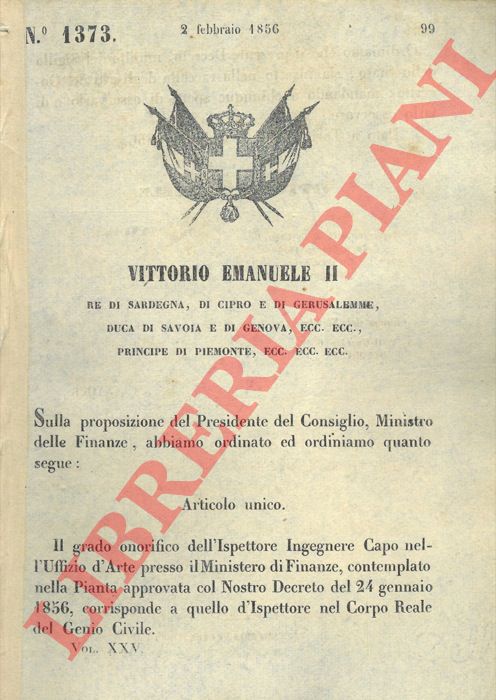 N.º 1373.
2 febbraio 1856
99
VITTORIO EMANUELE II
RE DI SARDEGNA, DI CIPRO E DI GERUSALEMME,
DUCA DI SAVOIA E DI GENOVA, ECC. ECC.,
PRINCIPE DI PIEMONTE, ECC. ECC. ECC.
Sulla proposizione del Presidente del Consiglio, Ministro
delle Finanze, abbiamo ordinato ed ordiniamo quanto
segue:
Articolo unico.
Il grado onorifico dell'Ispettore Ingegnere Capo nel-
l'Uffizio d'Arte presso il Ministero di Finanze, contemplato
nella Pianta approvata col Nostro Decreto del 24 gennaio
1856, corrisponde a quello d'Ispettore nel Corpo Reale
del Genio Civile.
VOL. XXV.
LIBRERIA PIANI